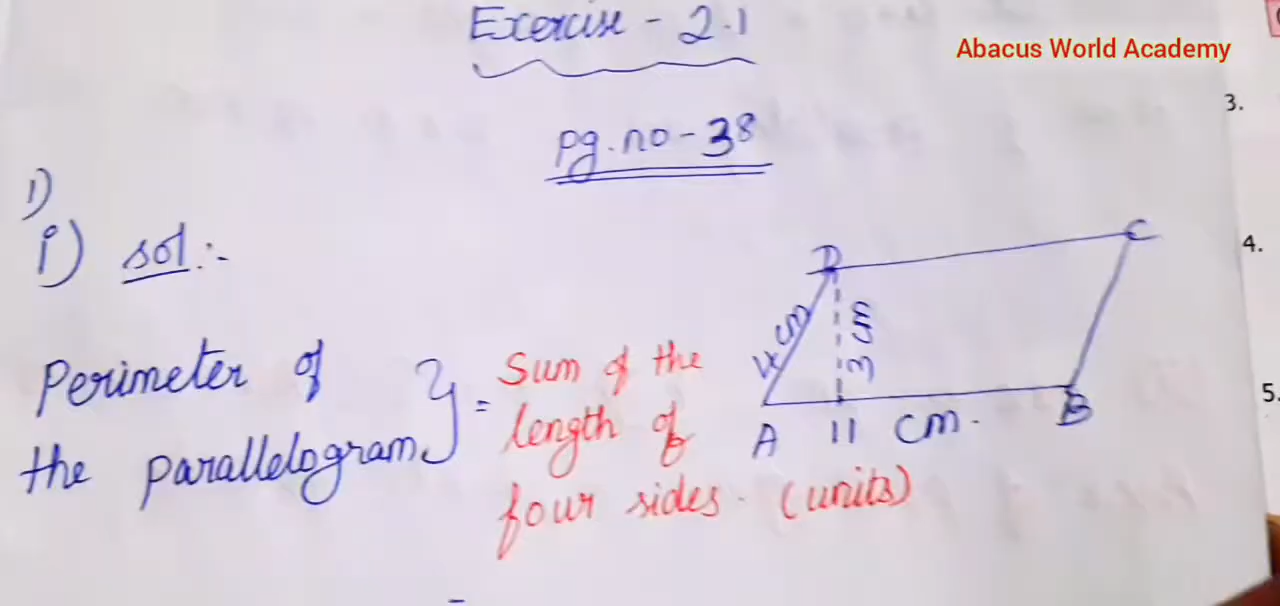 Exercise - 2.1
Abacus World Academy
pg. no - 38
3.
1)
i) sol :-
4.
D
C
4 cm
3 cm
Perimeter of
the parallelogram } = Sum of the
length of
four sides. (units)
A 11 cm. B
5.